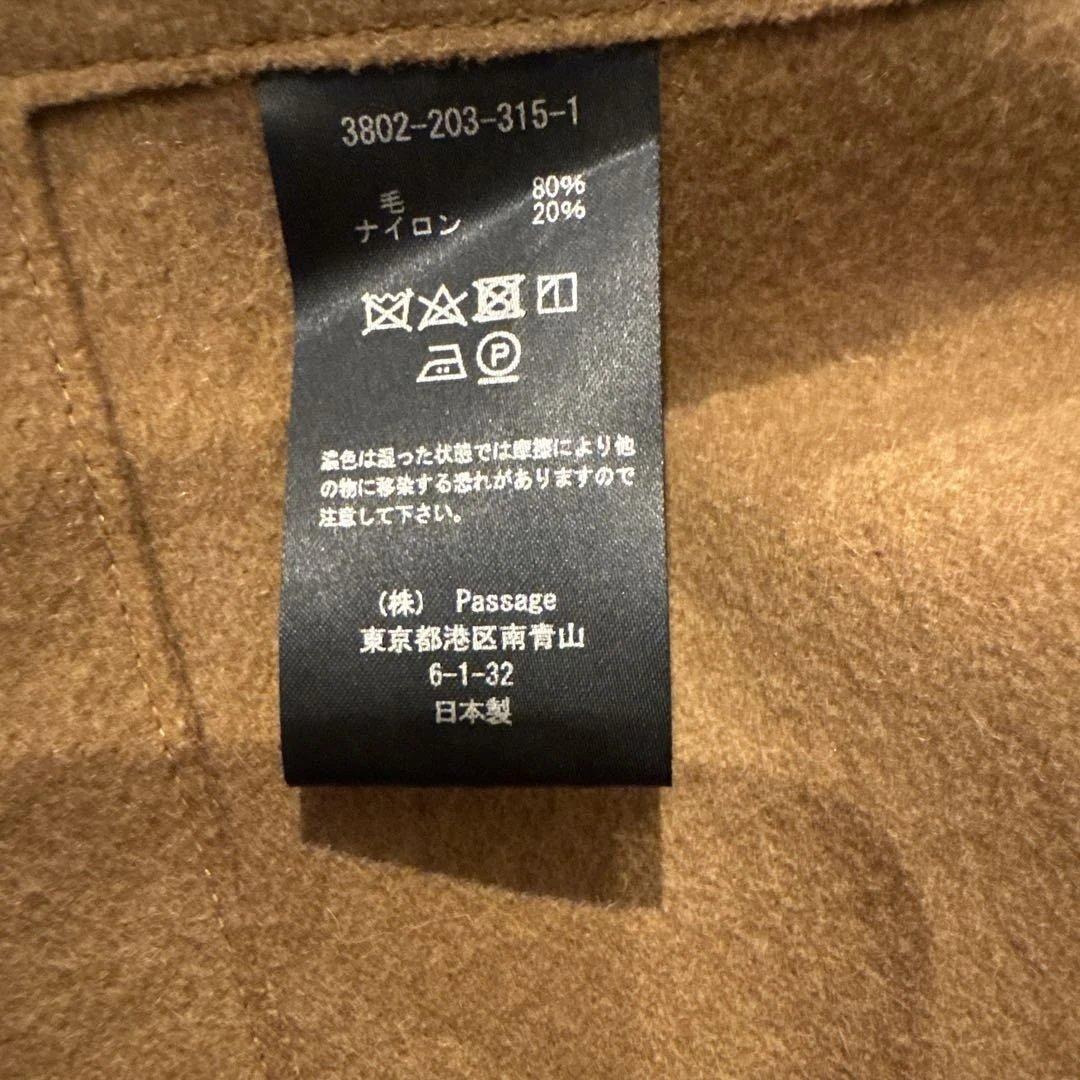 3802-203-315-1
毛 80%
ナイロン 20%
P
濃色は湿った状態では摩擦により他
の物に移染する恐れがありますので
注意して下さい。
(株) Passage
東京都港区南青山
6-1-32
日本製